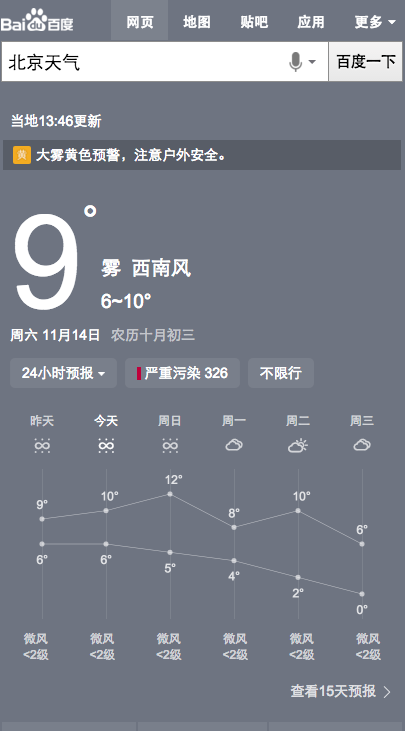 Bai du 百度 网页 地图 贴吧 应用 更多
北京天气 百度一下
当地13:46更新
黄 大雾黄色预警，注意户外安全。
9°
雾 西南风
6~10°
周六 11月14日 农历十月初三
24小时预报 严重污染 326 不限行
昨天 今天 周日 周一 周二 周三
9° 10° 12° 8° 10° 6°
6° 6° 5° 4° 2° 0°
微风 微风 微风 微风 微风 微风
<2级 <2级 <2级 <2级 <2级 <2级
查看15天预报